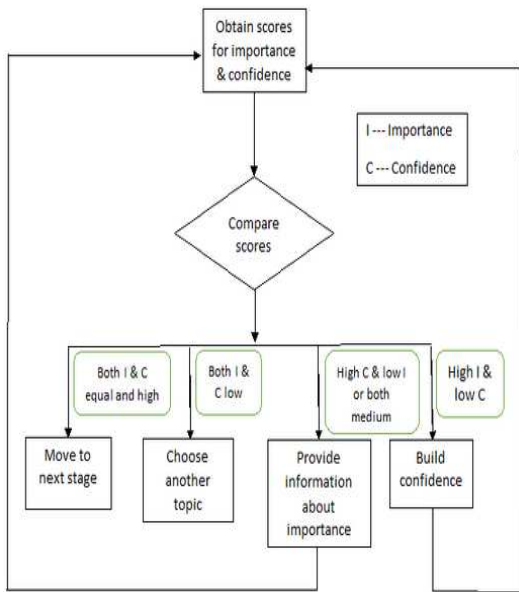 Obtain scores
for importance
& confidence
I --- Importance
C --- Confidence
Compare
scores
Both I & C
equal and high
Both I &
C low
High C & low I
or both
medium
High I &
low C
Move to
next stage
Choose
another
topic
Provide
information
about
importance
Build
confidence